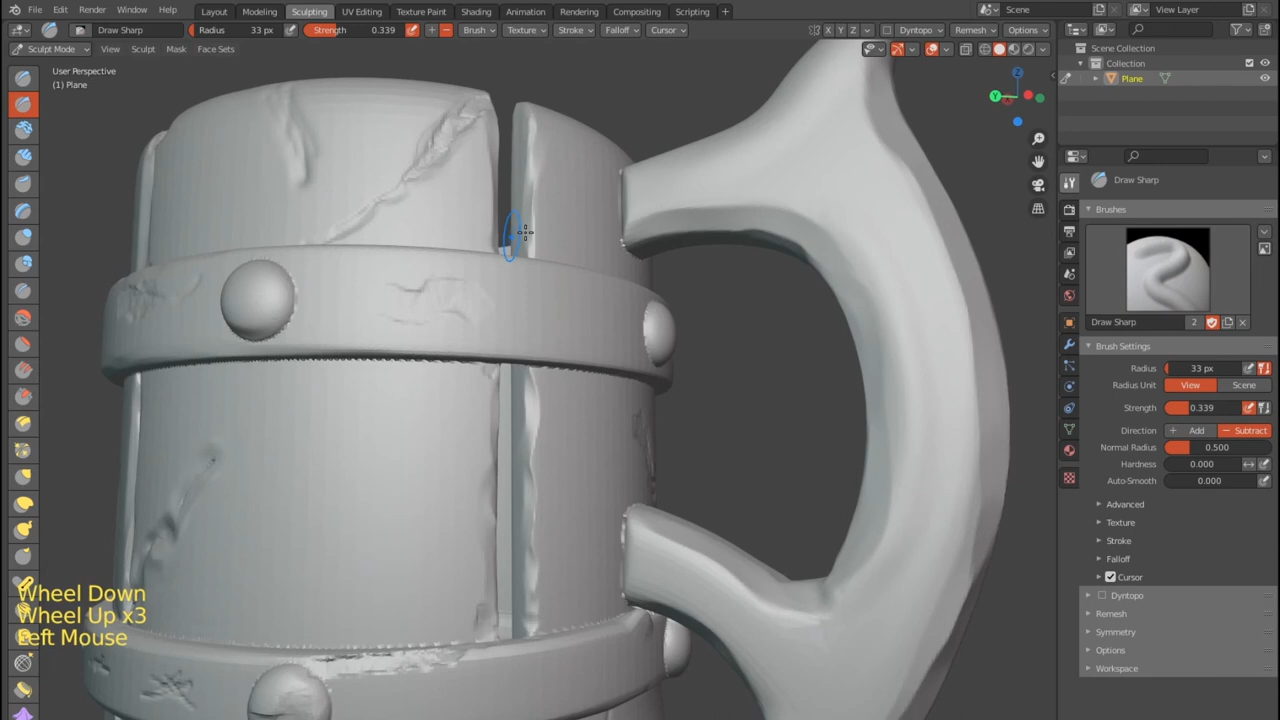 File Edit Render Window Help Layout Modeling Sculpting UV Editing Texture Paint Shading Animation Rendering Compositing Scripting + Scene View Layer
Draw Sharp Radius 33 px Strength 0.339 + − Brush Texture Stroke Falloff Cursor X Y Z Dyntopo Remesh Options
Sculpt Mode View Sculpt Mask Face Sets
User Perspective
(1) Plane
Z
Y
Wheel Down
Wheel Up x3
Left Mouse
Scene Collection
Collection
Plane
Draw Sharp
Brushes
Draw Sharp 2
Brush Settings
Radius 33 px
Radius Unit View Scene
Strength 0.339
Direction + Add − Subtract
Normal Radius 0.500
Hardness 0.000
Auto-Smooth 0.000
Advanced
Texture
Stroke
Falloff
Cursor
Dyntopo
Remesh
Symmetry
Options
Workspace